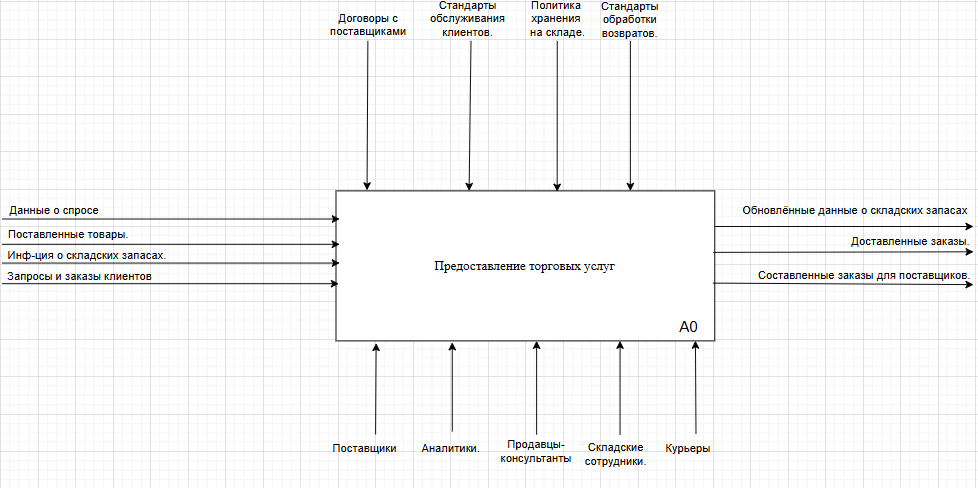 Договоры с
поставщиками
Стандарты
обслуживания
клиентов.
Политика
хранения
на складе.
Стандарты
обработки
возвратов.
Данные о спросе
Поставленные товары.
Инф-ция о складских запасах.
Запросы и заказы клиентов
Предоставление торговых услуг
A0
Обновлённые данные о складских запасах
Доставленные заказы.
Составленные заказы для поставщиков.
Поставщики
Аналитики.
Продавцы-
консультанты
Складские
сотрудники.
Курьеры